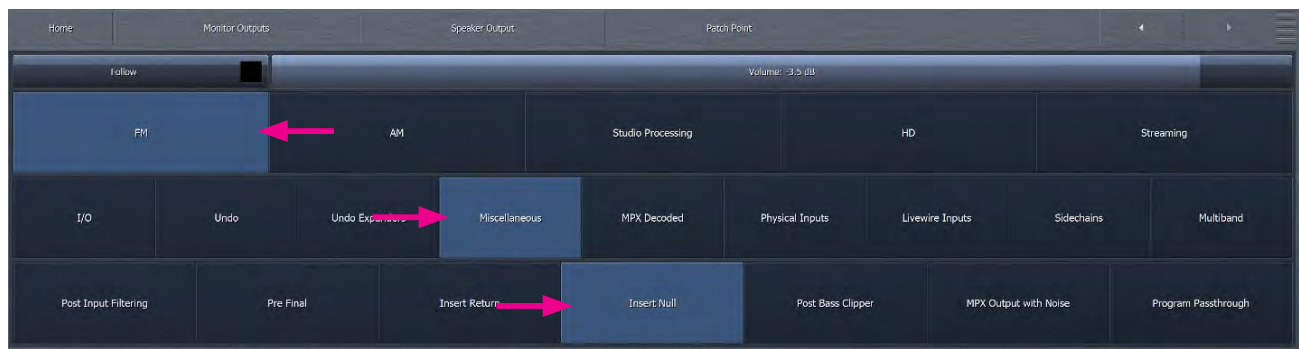 Home Monitor Outputs Speaker Output Patch Point
Follow Volume: -3.5 dB
FM AM Studio Processing HD Streaming
I/O Undo Undo Expanders Miscellaneous MPX Decoded Physical Inputs Livewire Inputs Sidechains Multiband
Post Input Filtering Pre Final Insert Return Insert Null Post Bass Clipper MPX Output with Noise Program Passthrough